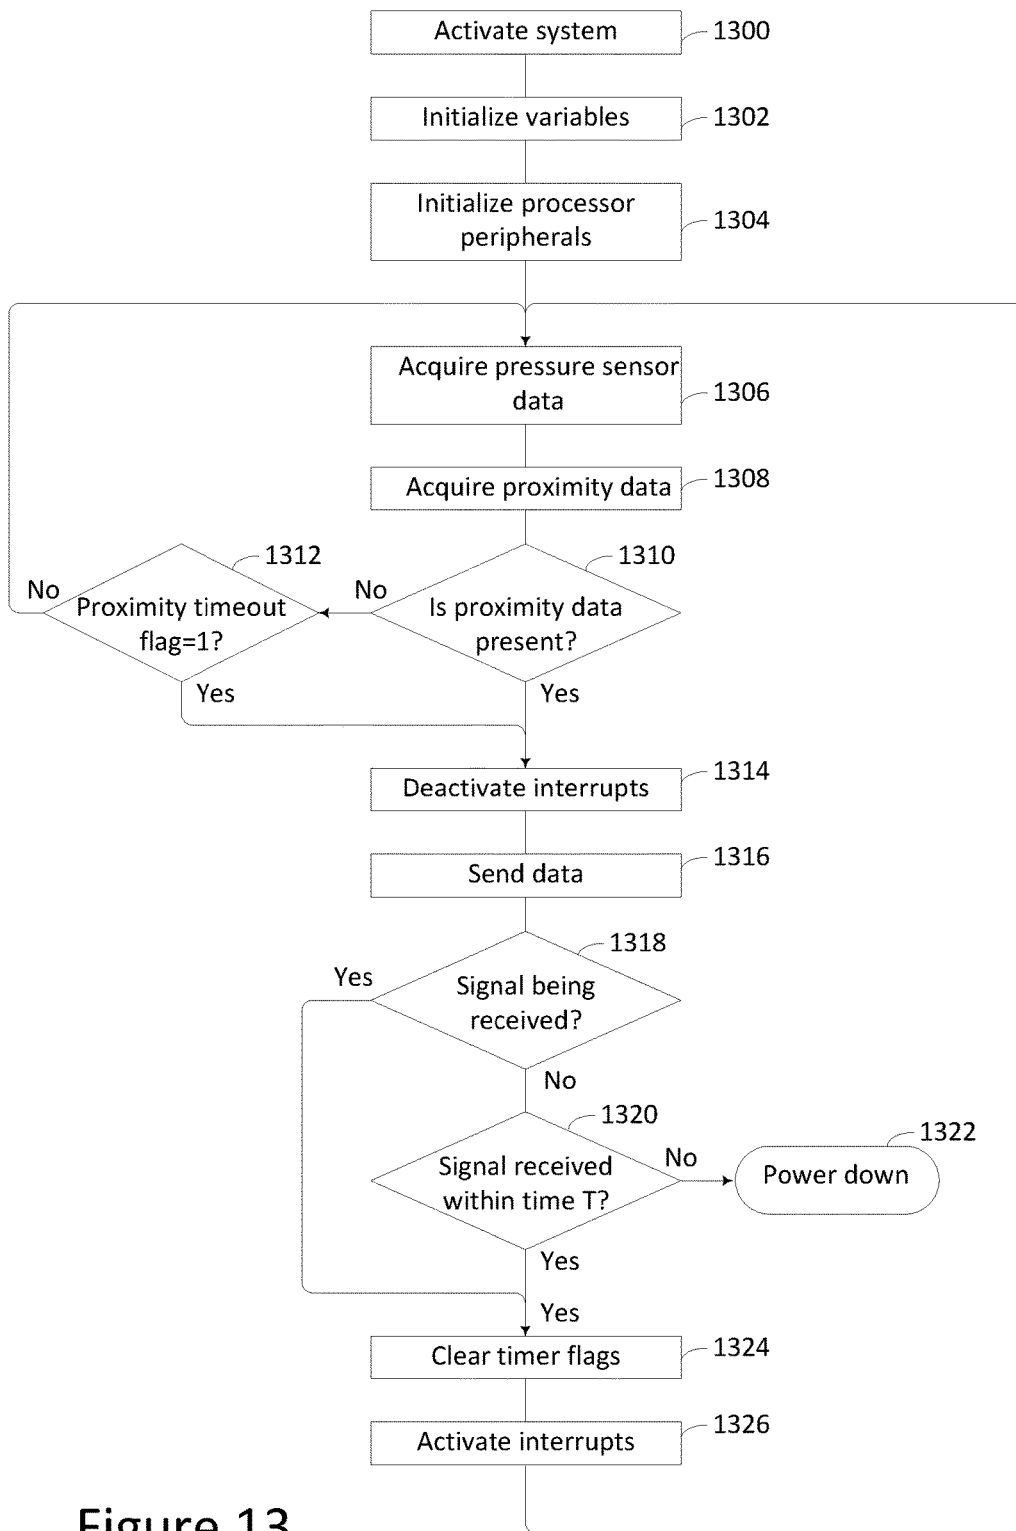 Activate system
1300
Initialize variables
1302
Initialize processor
peripherals
1304
Acquire pressure sensor
data
1306
Acquire proximity data
1308
1312
1310
No
No
Proximity timeout
flag=1?
Is proximity data
present?
Yes
Yes
Deactivate interrupts
1314
Send data
1316
1318
Yes
Signal being
received?
No
1320
1322
Signal received
within time T?
No
Power down
Yes
Yes
Clear timer flags
1324
Activate interrupts
1326
Figure 13